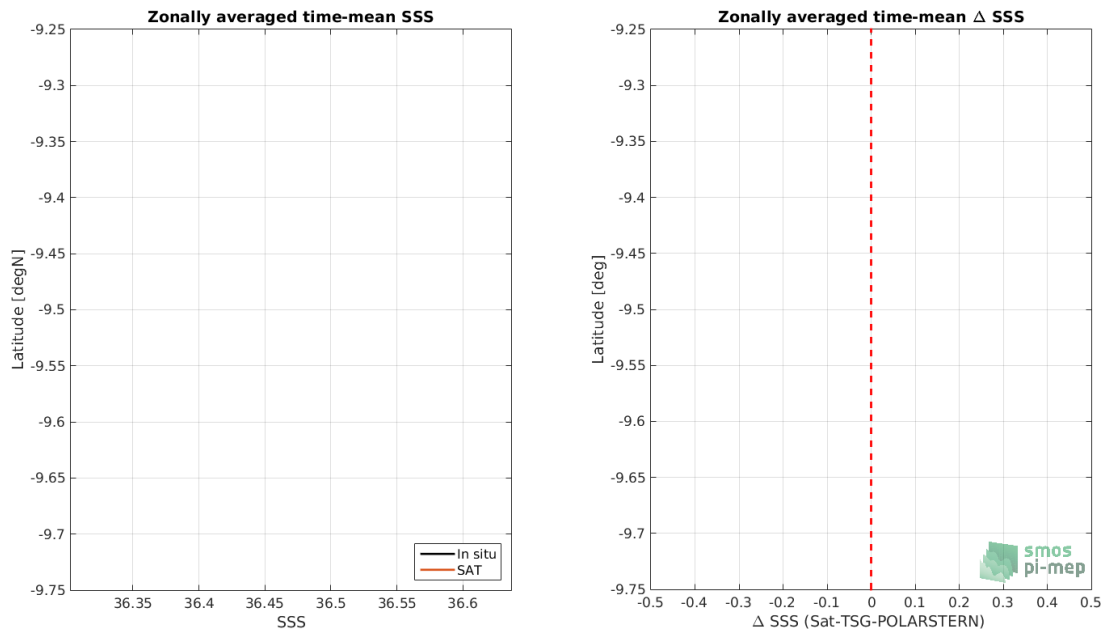 Zonally averaged time-mean SSS
-9.25
-9.3
-9.35
-9.4
-9.45
-9.5
-9.55
-9.6
-9.65
-9.7
-9.75
Latitude [degN]
In situ
SAT
36.35 36.4 36.45 36.5 36.55 36.6
SSS
Zonally averaged time-mean Δ SSS
-9.25
-9.3
-9.35
-9.4
-9.45
-9.5
-9.55
-9.6
-9.65
-9.7
-9.75
Latitude [deg]
smos
pi-mep
-0.5 -0.4 -0.3 -0.2 -0.1 0 0.1 0.2 0.3 0.4 0.5
Δ SSS (Sat-TSG-POLARSTERN)